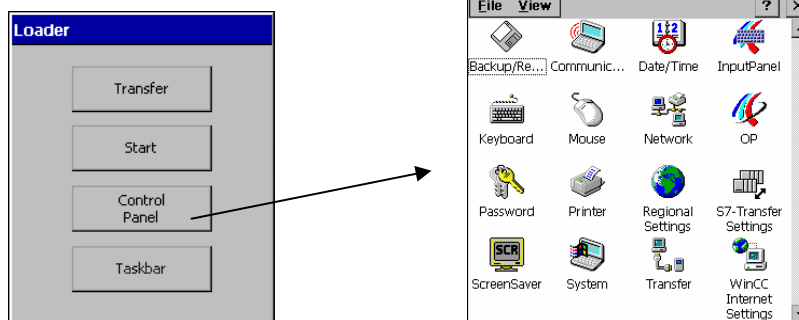 Loader
Transfer
Start
Control
Panel
Taskbar
File View ? ×
Backup/Re... Communic... Date/Time InputPanel
Keyboard Mouse Network OP
Password Printer Regional
Settings S7-Transfer
Settings
SCR
ScreenSaver System Transfer WinCC
Internet
Settings